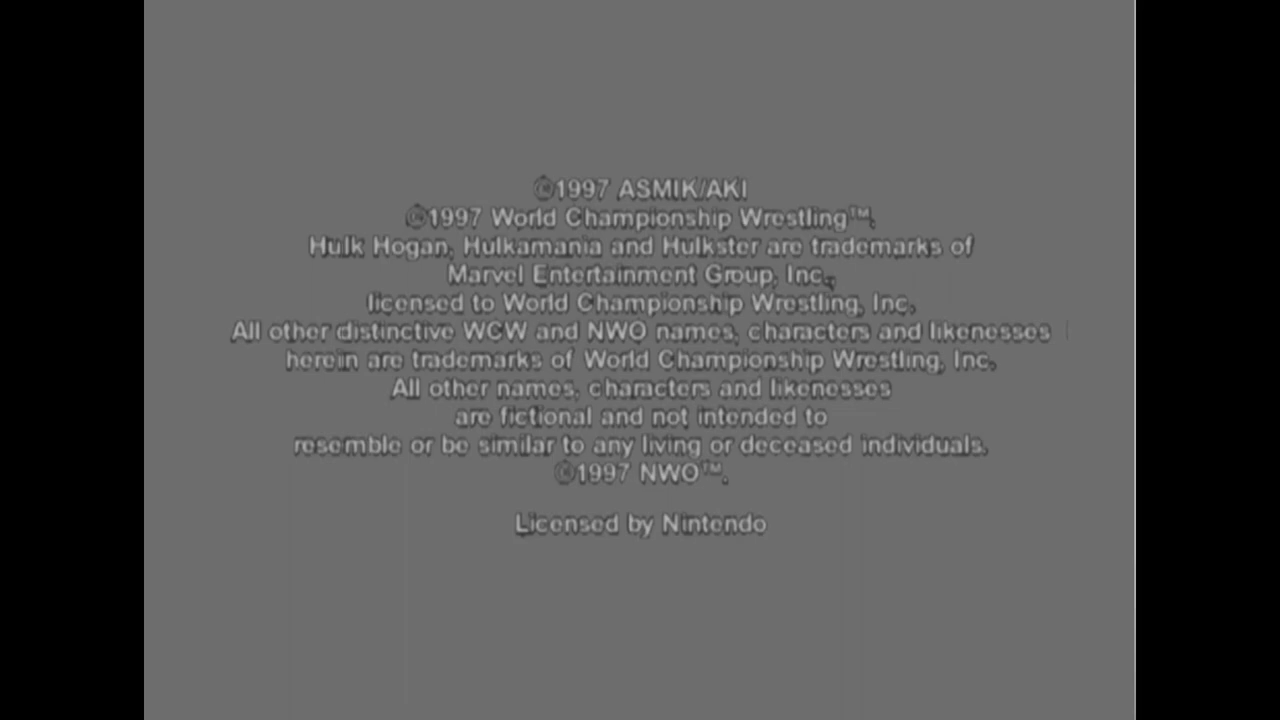 ©1997 ASMIK/AKI
©1997 World Championship Wrestling™.
Hulk Hogan, Hulkamania and Hulkster are trademarks of
Marvel Entertainment Group, Inc.,
licensed to World Championship Wrestling, Inc.
All other distinctive WCW and NWO names, characters and likenesses
herein are trademarks of World Championship Wrestling, Inc.
All other names, characters and likenesses
are fictional and not intended to
resemble or be similar to any living or deceased individuals.
©1997 NWO™.
Licensed by Nintendo